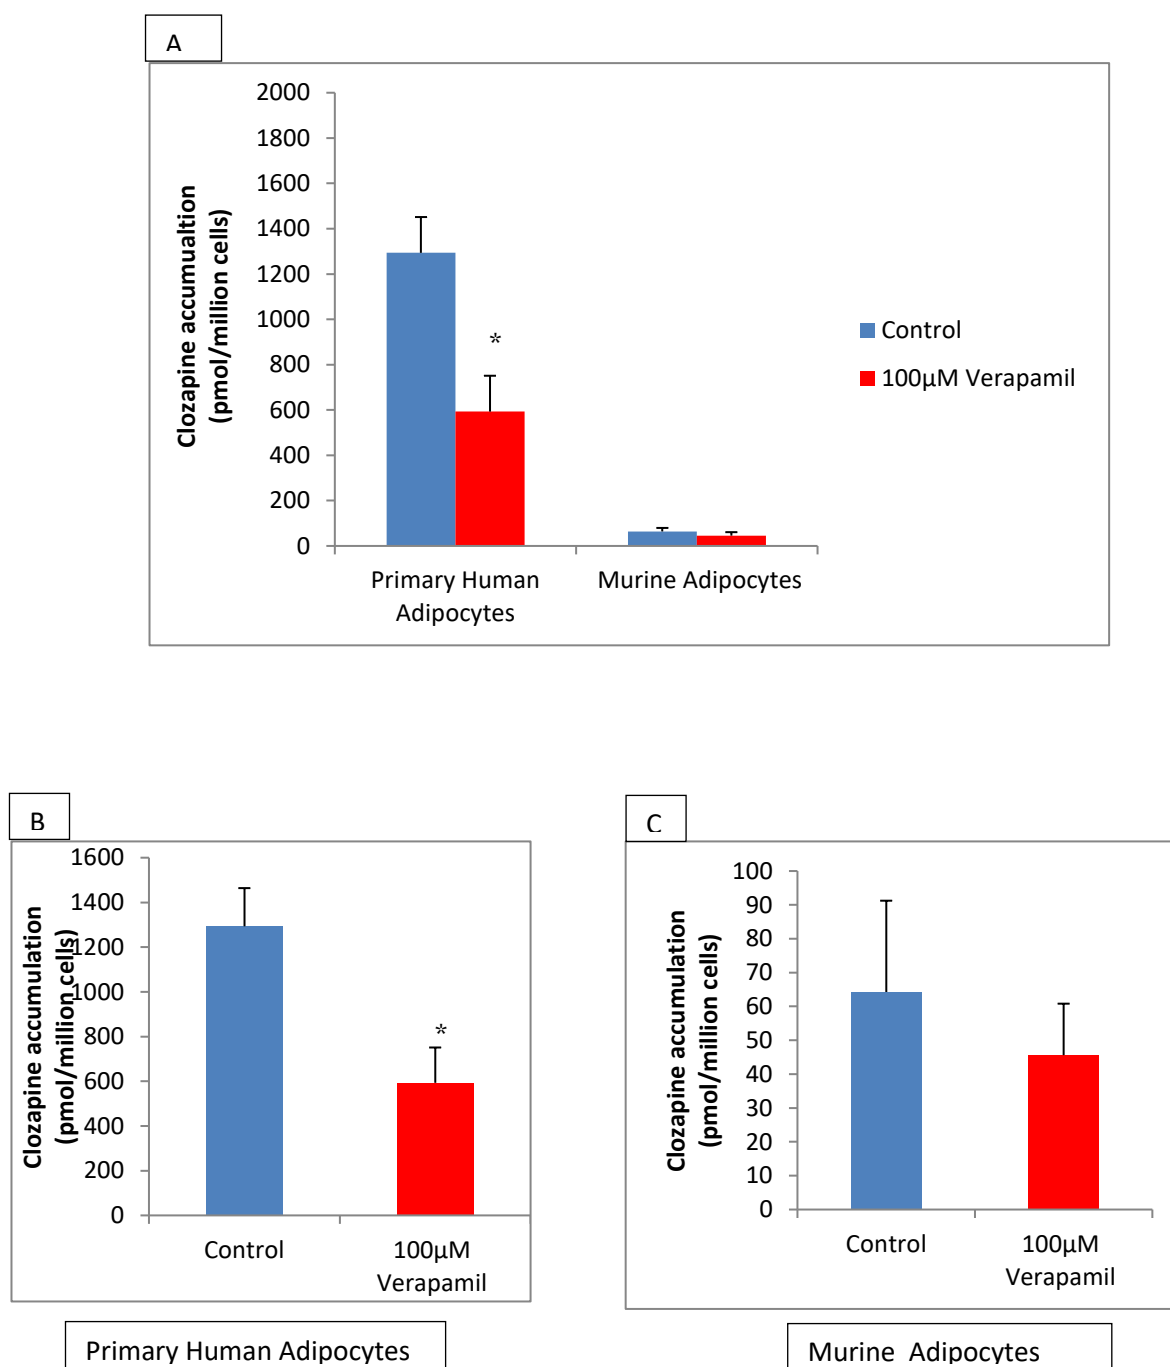 A
Clozapine accumualtion
(pmol/million cells)
2000
1800
1600
1400
1200
1000
800
600
400
200
0
*
Primary Human
Adipocytes
Murine Adipocytes
Control
100μM Verapamil
B
Clozapine accumulation
(pmol/million cells)
1600
1400
1200
1000
800
600
400
200
0
*
Control
100μM
Verapamil
Primary Human Adipocytes
C
Clozapine accumulation
(pmol/million cells)
100
90
80
70
60
50
40
30
20
10
0
Control
100μM
Verapamil
Murine Adipocytes